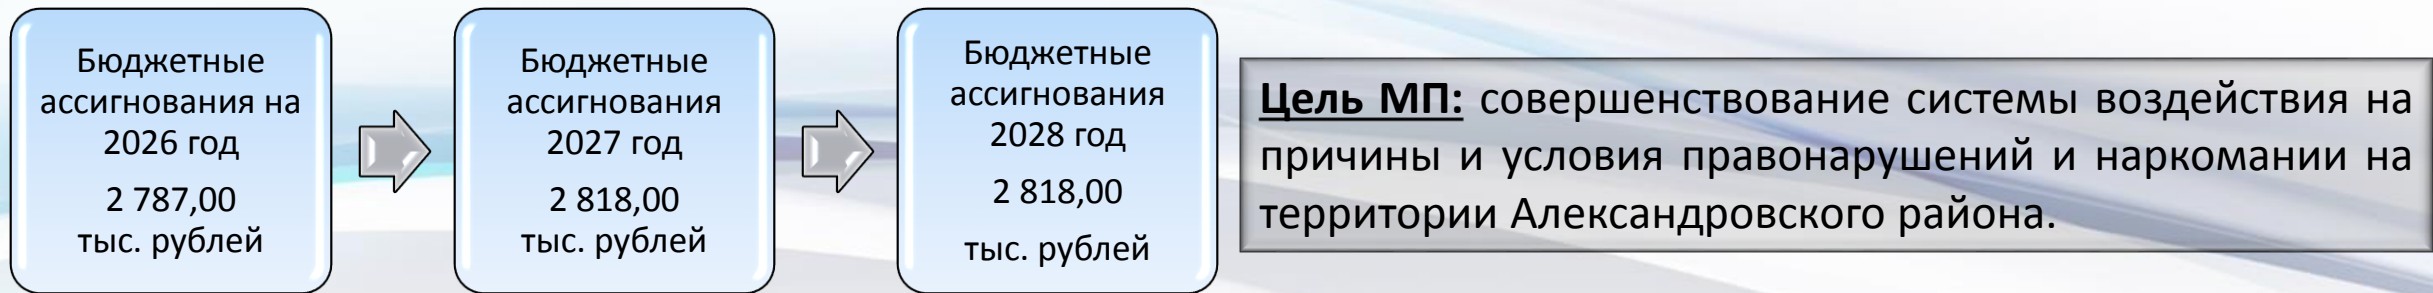 Бюджетные
ассигнования на
2026 год
2 787,00
тыс. рублей
Бюджетные
ассигнования
2027 год
2 818,00
тыс. рублей
Бюджетные
ассигнования
2028 год
2 818,00
тыс. рублей
Цель МП: совершенствование системы воздействия на
причины и условия правонарушений и наркомании на
территории Александровского района.